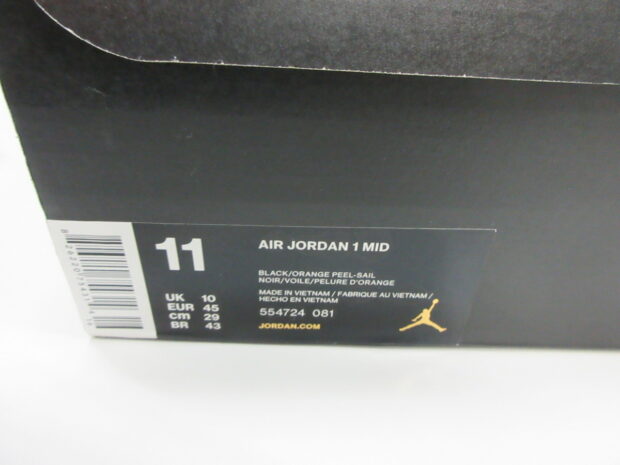 11
AIR JORDAN 1 MID
BLACK/ORANGE PEEL-SAIL
NOIR/VOILE/PELURE D'ORANGE
MADE IN VIETNAM / FABRIQUE AU VIETNAM /
HECHO EN VIETNAM
554724 081
JORDAN.COM
UK 10
EUR 45
cm 29
BR 43